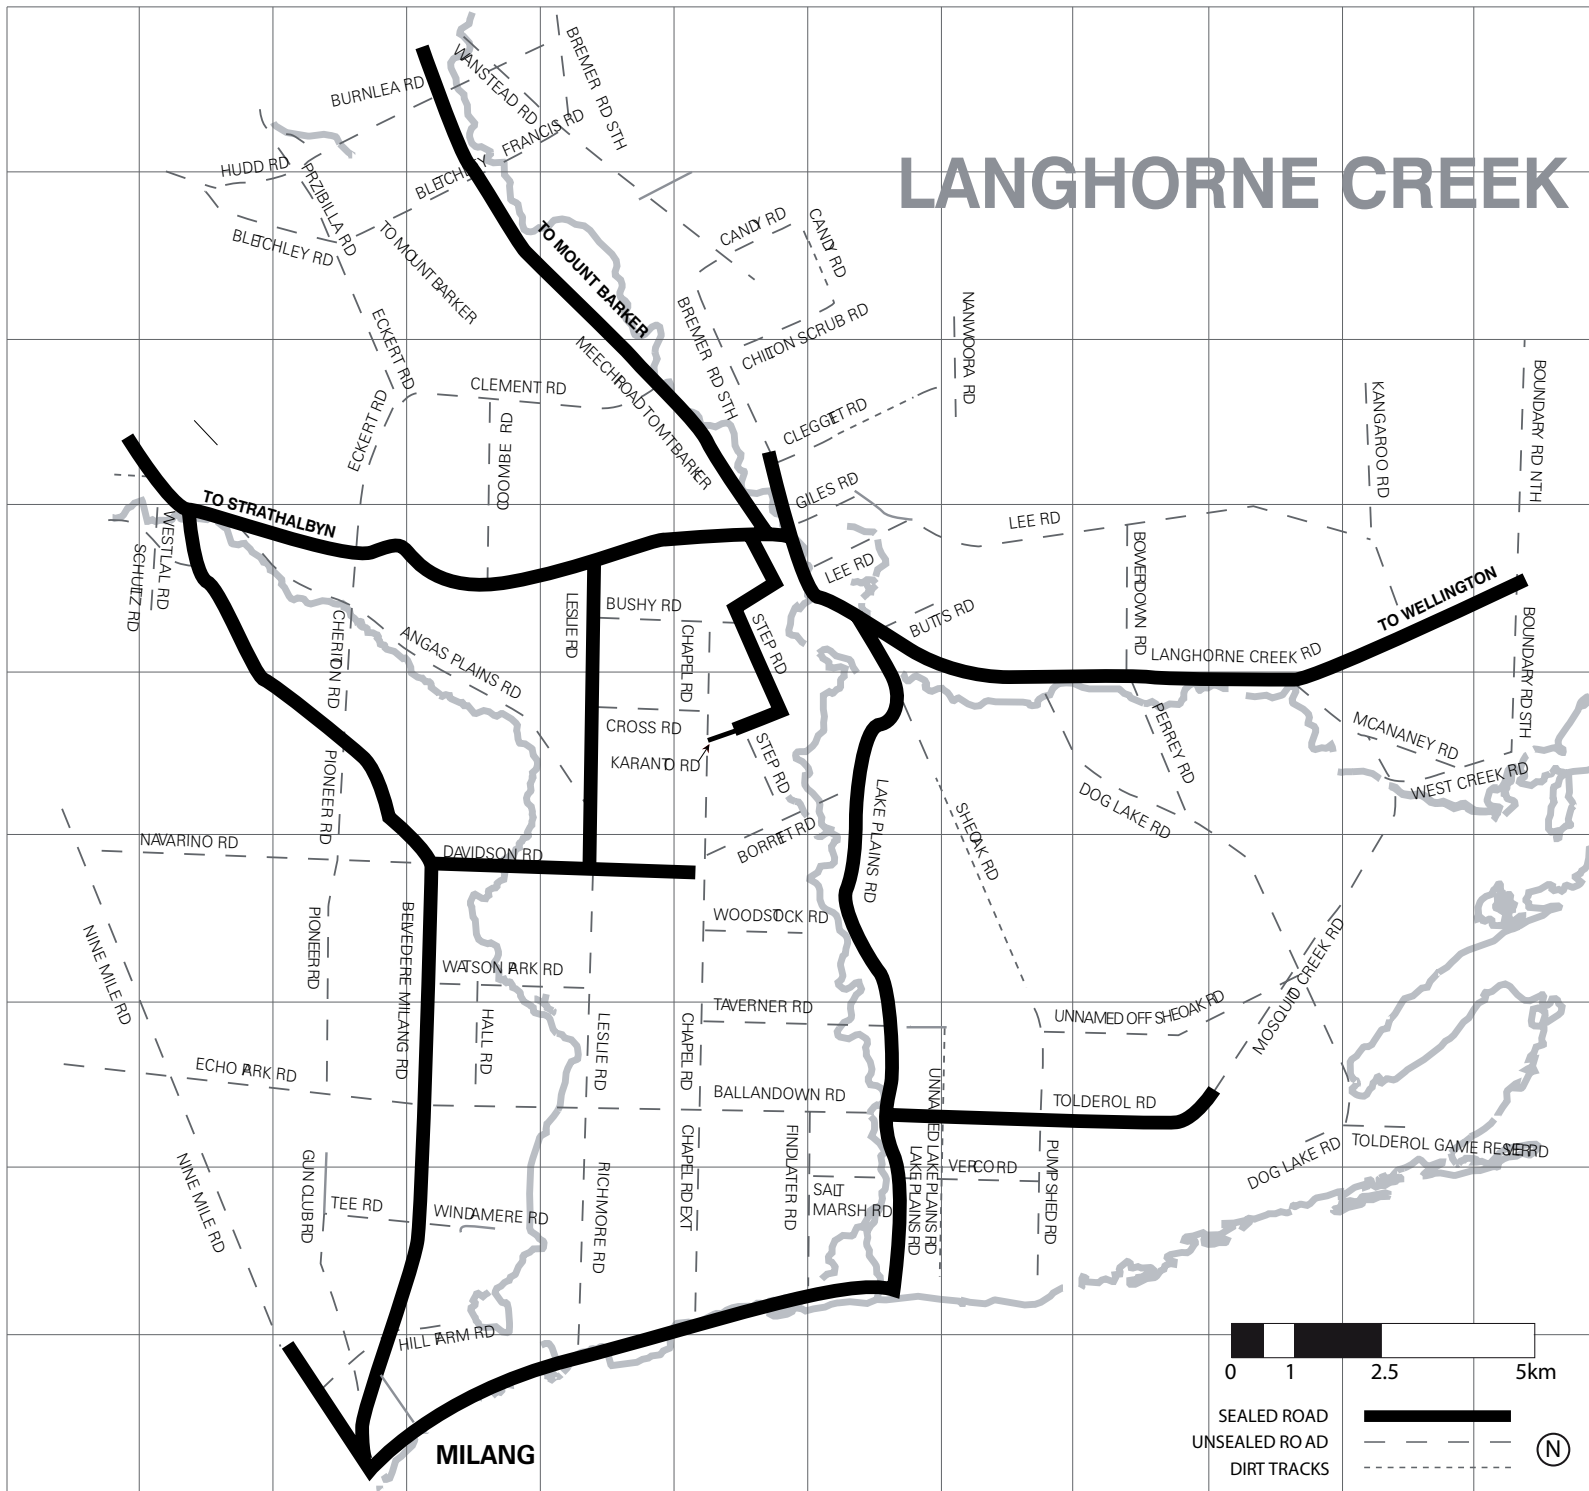 BREMER RD STH
WANSTEAD RD
BURNLEA RD
FRANCIS RD
HUDD RD
BLETCHLEY
PRZIBILLA RD
LANGHORNE CREEK
BLETCHLEY RD
TO MOUNT BARKER
TO MOUNT BARKER
CANDY RD
CANDY RD
ECKERT RD
BREMER RD STH
CHILTON SCRUB RD
NANWOORA RD
MEECHI ROAD TO MT BARKER
CLEMENT RD
ECKERT RD
COOMBE RD
CLEGGETT RD
KANGAROO RD
BOUNDARY RD NTH
GILES RD
TO STRATHALBYN
WESTLAL RD
SCHULTZ RD
LEE RD
LEE RD
BOWERDOWN RD
BUTTS RD
TO WELLINGTON
LANGHORNE CREEK RD
BOUNDARY RD STH
LESLIE RD
BUSHY RD
CHAPEL RD
STEP RD
CHERITON RD
ANGAS PLAINS RD
CROSS RD
KARANTO RD
STEP RD
PERREY RD
MCANANEY RD
WEST CREEK RD
DOG LAKE RD
PIONEER RD
LAKE PLAINS RD
SHEOAK RD
NAVARINO RD
DAVIDSON RD
BORRETT RD
PIONEER RD
BELVEDERE MILANG RD
WOODSTOCK RD
NINE MILE RD
WATSON PARK RD
HALL RD
LESLIE RD
CHAPEL RD
TAVERNER RD
UNNAMED OFF SHEOAK RD
MOSQUITO CREEK RD
ECHO PARK RD
BALLANDOWN RD
UNNAMED LAKE PLAINS RD
TOLDEROL RD
NINE MILE RD
GUN CLUB RD
TEE RD
WINDAMERE RD
RICHMORE RD
CHAPEL RD EXT
FINDLATER RD
SALT
MARSH RD
LAKE PLAINS RD
VERCO RD
PUMP SHED RD
DOG LAKE RD
TOLDEROL GAME RESERVE RD
HILL FARM RD
MILANG
0 1 2.5 5km
SEALED ROAD
UNSEALED ROAD
DIRT TRACKS
N